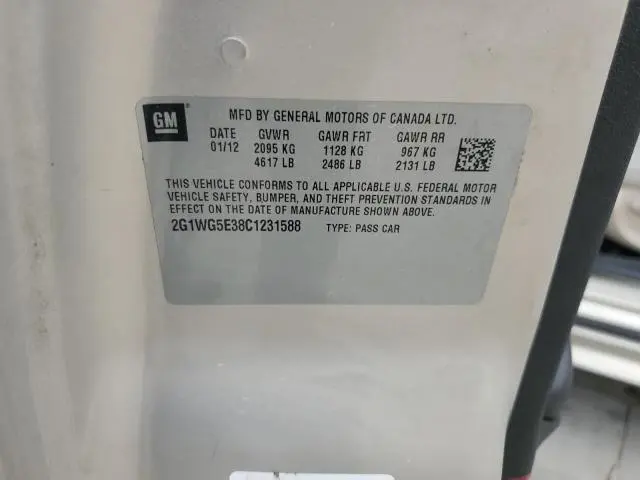 GM
MFD BY GENERAL MOTORS OF CANADA LTD.
DATE GVWR GAWR FRT GAWR RR
01/12 2095 KG 1128 KG 967 KG
4617 LB 2486 LB 2131 LB
THIS VEHICLE CONFORMS TO ALL APPLICABLE U.S. FEDERAL MOTOR
VEHICLE SAFETY, BUMPER, AND THEFT PREVENTION STANDARDS IN
EFFECT ON THE DATE OF MANUFACTURE SHOWN ABOVE.
2G1WG5E38C1231588 TYPE: PASS CAR